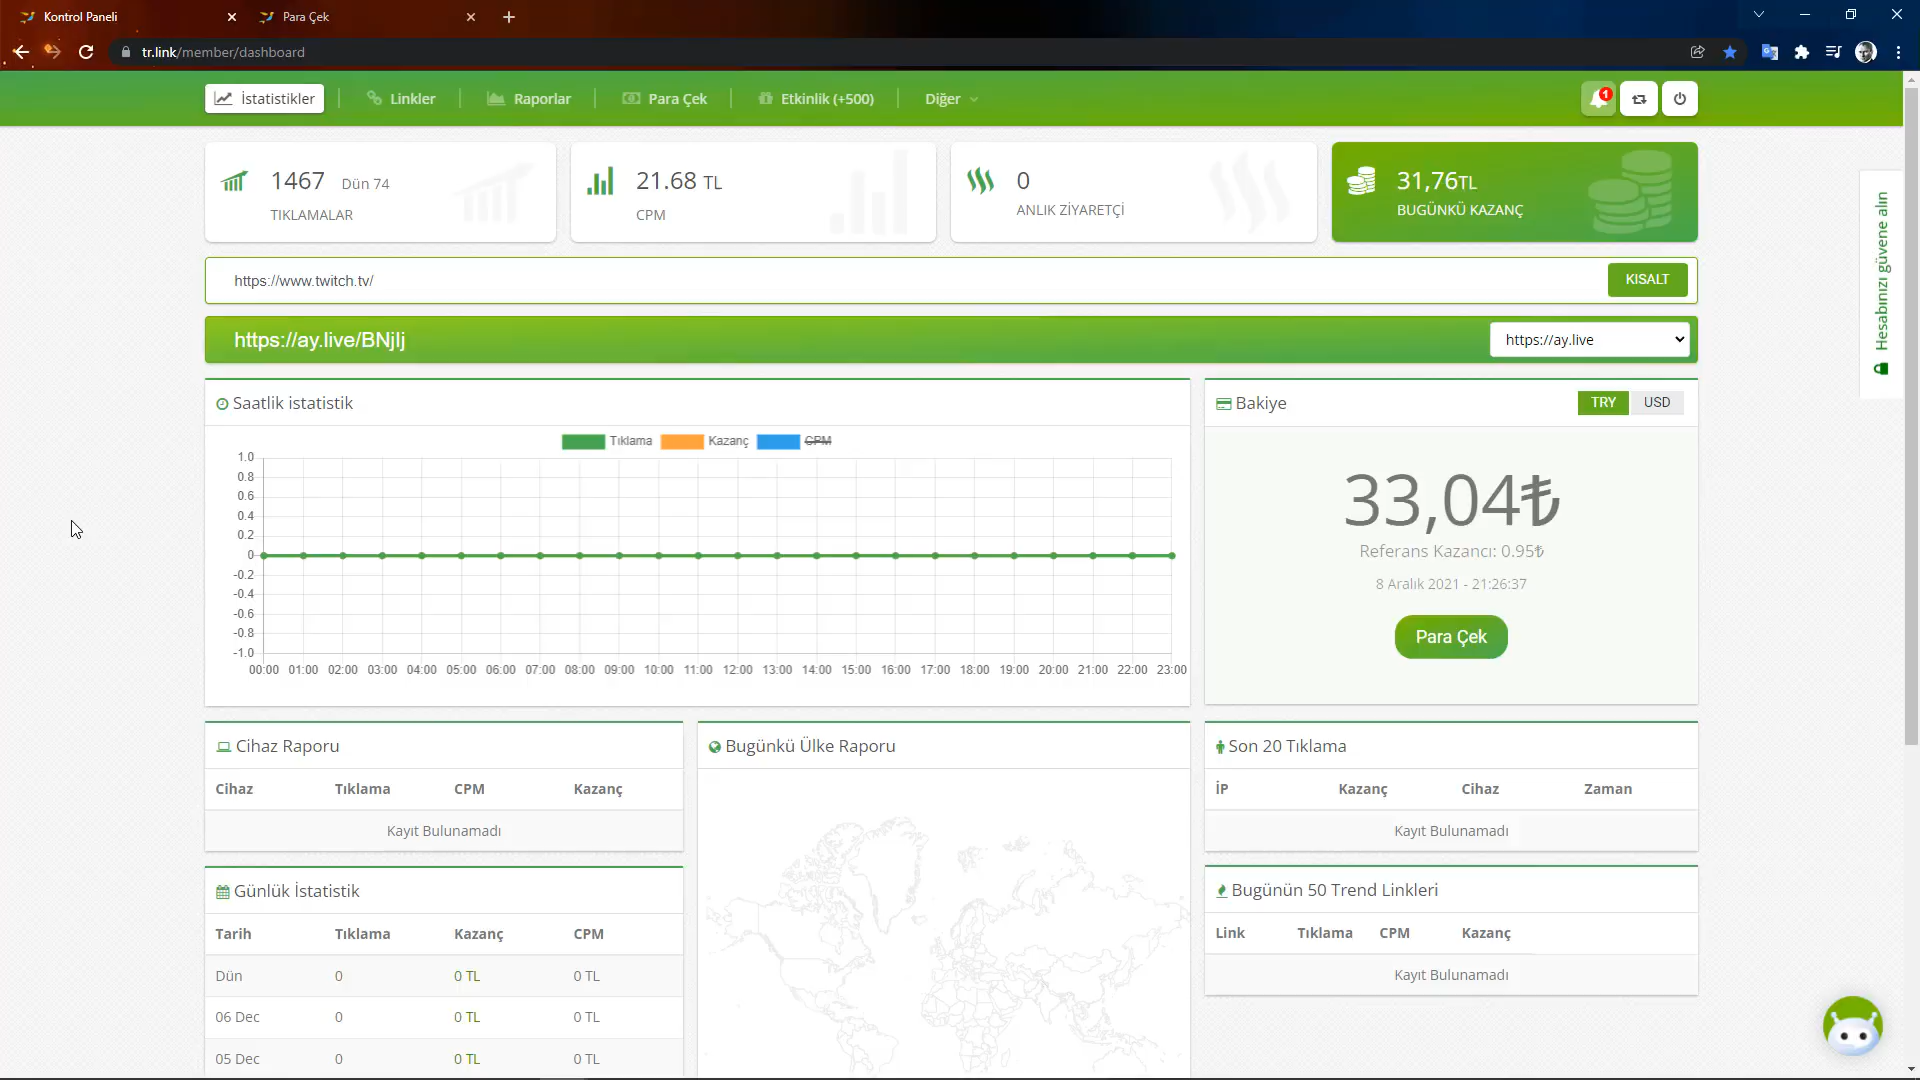 Kontrol Paneli
Para Çek
tr.link/member/dashboard
İstatistikler
Linkler
Raporlar
Para Çek
Etkinlik (+500)
Diğer
1
1467 Dün 74
TIKLAMALAR
21.68 TL
CPM
0
ANLIK ZİYARETÇİ
31,76TL
BUGÜNKÜ KAZANÇ
Hesabınızı güvene alın
https://www.twitch.tv/
KISALT
https://ay.live/BNjIj
https://ay.live
Saatlik istatistik
Tıklama Kazanç CPM
1.0
0.8
0.6
0.4
0.2
0
-0.2
-0.4
-0.6
-0.8
-1.0
00:00 01:00 02:00 03:00 04:00 05:00 06:00 07:00 08:00 09:00 10:00 11:00 12:00 13:00 14:00 15:00 16:00 17:00 18:00 19:00 20:00 21:00 22:00 23:00
Bakiye
TRY USD
33,04₺
Referans Kazancı: 0.95₺
8 Aralık 2021 - 21:26:37
Para Çek
Cihaz Raporu
Cihaz Tıklama CPM Kazanç
Kayıt Bulunamadı
Günlük İstatistik
Tarih Tıklama Kazanç CPM
Dün 0 0 TL 0 TL
06 Dec 0 0 TL 0 TL
05 Dec 0 0 TL 0 TL
Bugünkü Ülke Raporu
Son 20 Tıklama
İP Kazanç Cihaz Zaman
Kayıt Bulunamadı
Bugünün 50 Trend Linkleri
Link Tıklama CPM Kazanç
Kayıt Bulunamadı